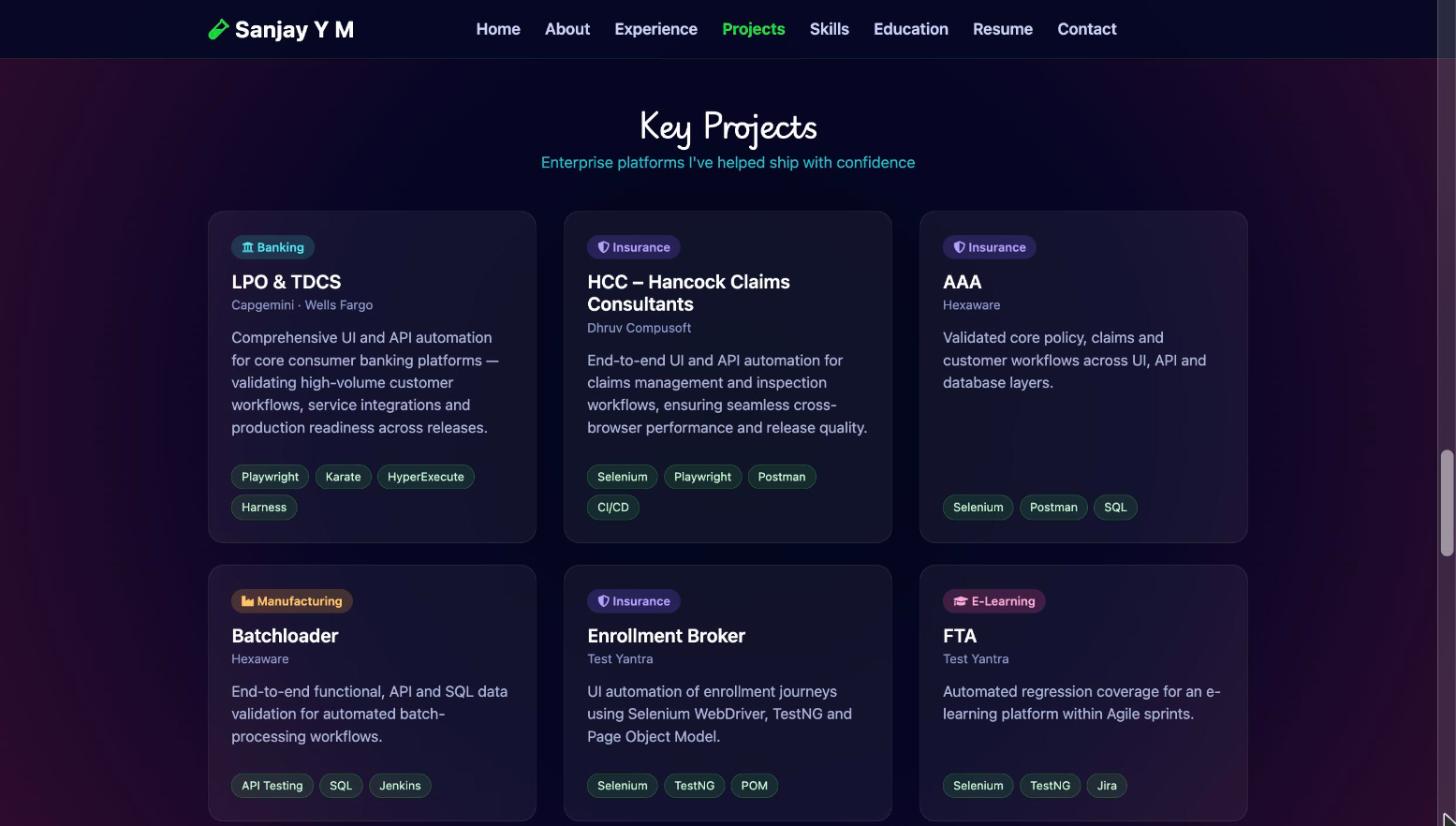 Sanjay Y M
Home About Experience Projects Skills Education Resume Contact
Key Projects
Enterprise platforms I've helped ship with confidence
Banking
LPO & TDCS
Capgemini · Wells Fargo
Comprehensive UI and API automation
for core consumer banking platforms —
validating high-volume customer
workflows, service integrations and
production readiness across releases.
Playwright Karate HyperExecute
Harness
Insurance
HCC – Hancock Claims
Consultants
Dhruv Compusoft
End-to-end UI and API automation for
claims management and inspection
workflows, ensuring seamless cross-
browser performance and release quality.
Selenium Playwright Postman
CI/CD
Insurance
AAA
Hexaware
Validated core policy, claims and
customer workflows across UI, API and
database layers.
Selenium Postman SQL
Manufacturing
Batchloader
Hexaware
End-to-end functional, API and SQL data
validation for automated batch-
processing workflows.
API Testing SQL Jenkins
Insurance
Enrollment Broker
Test Yantra
UI automation of enrollment journeys
using Selenium WebDriver, TestNG and
Page Object Model.
Selenium TestNG POM
E-Learning
FTA
Test Yantra
Automated regression coverage for an e-
learning platform within Agile sprints.
Selenium TestNG Jira